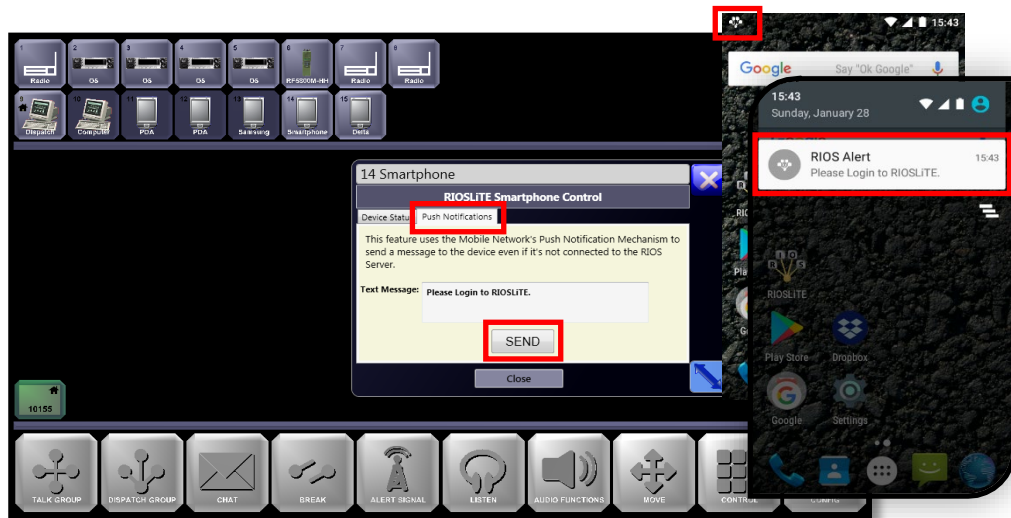 15:43
Google
Say "Ok Google"
15:43
Sunday, January 28
RIOS Alert
15:43
Please Login to RIOSLiTE.
1
2
3
4
5
6
7
8
Radio
OS
OS
OS
OS
RF5800M-HH
Radio
Radio
9
10
11
12
13
14
15
Dispatch
Computer
PDA
PDA
Samsung
Smartphone
Delta
14 Smartphone
RIOSLiTE Smartphone Control
Device Statu
Push Notifications
This feature uses the Mobile Network's Push Notification Mechanism to
send a message to the device even if it's not connected to the RIOS
Server.
Text Message:
Please Login to RIOSLiTE.
SEND
Close
RIOS
RIOSLiTE
Play Store
Dropbox
Google
Settings
10155
TALK GROUP
DISPATCH GROUP
CHAT
BREAK
ALERT SIGNAL
LISTEN
AUDIO FUNCTIONS
MOVE
CONTROL
CONFIG